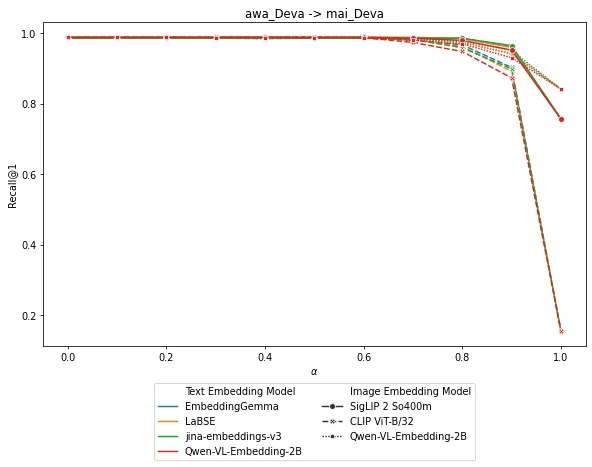 awa_Deva -> mai_Deva
Recall@1
1.0
0.8
0.6
0.4
0.2
0.0 0.2 0.4 0.6 0.8 1.0
α
Text Embedding Model Image Embedding Model
EmbeddingGemma SigLIP 2 So400m
LaBSE CLIP ViT-B/32
jina-embeddings-v3 Qwen-VL-Embedding-2B
Qwen-VL-Embedding-2B